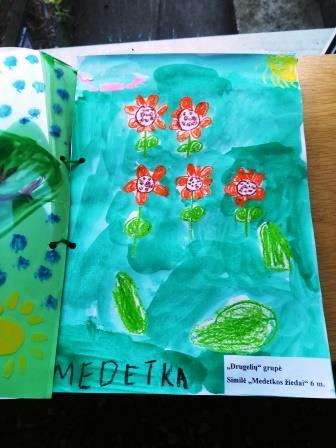 MEDETKA
„Drugelių“ grupė
Similė „Medetkos žiedai“ 6 m.